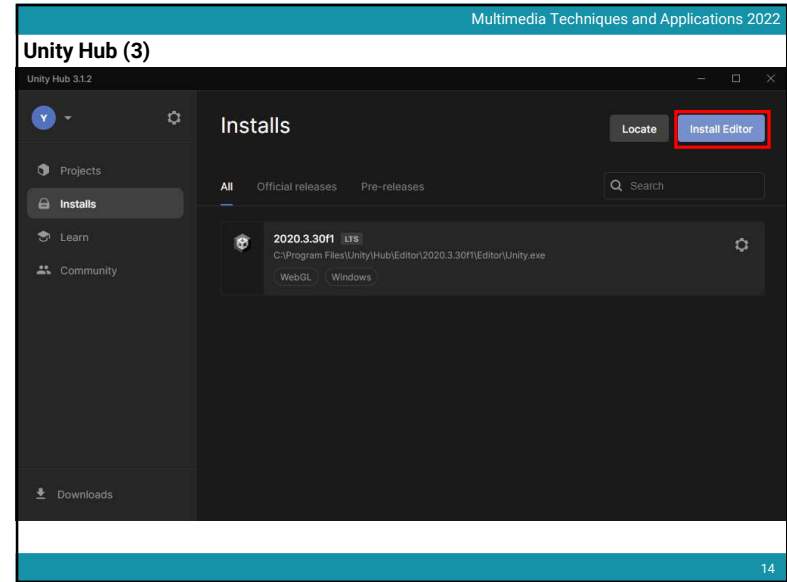 Multimedia Techniques and Applications 2022
Unity Hub (3)
Unity Hub 3.1.2
Y
Installs
Locate
Install Editor
Projects
Installs
Learn
Community
All Official releases Pre-releases
Search
2020.3.30f1 LTS
C:\Program Files\Unity\Hub\Editor\2020.3.30f1\Editor\Unity.exe
WebGL Windows
Downloads
14